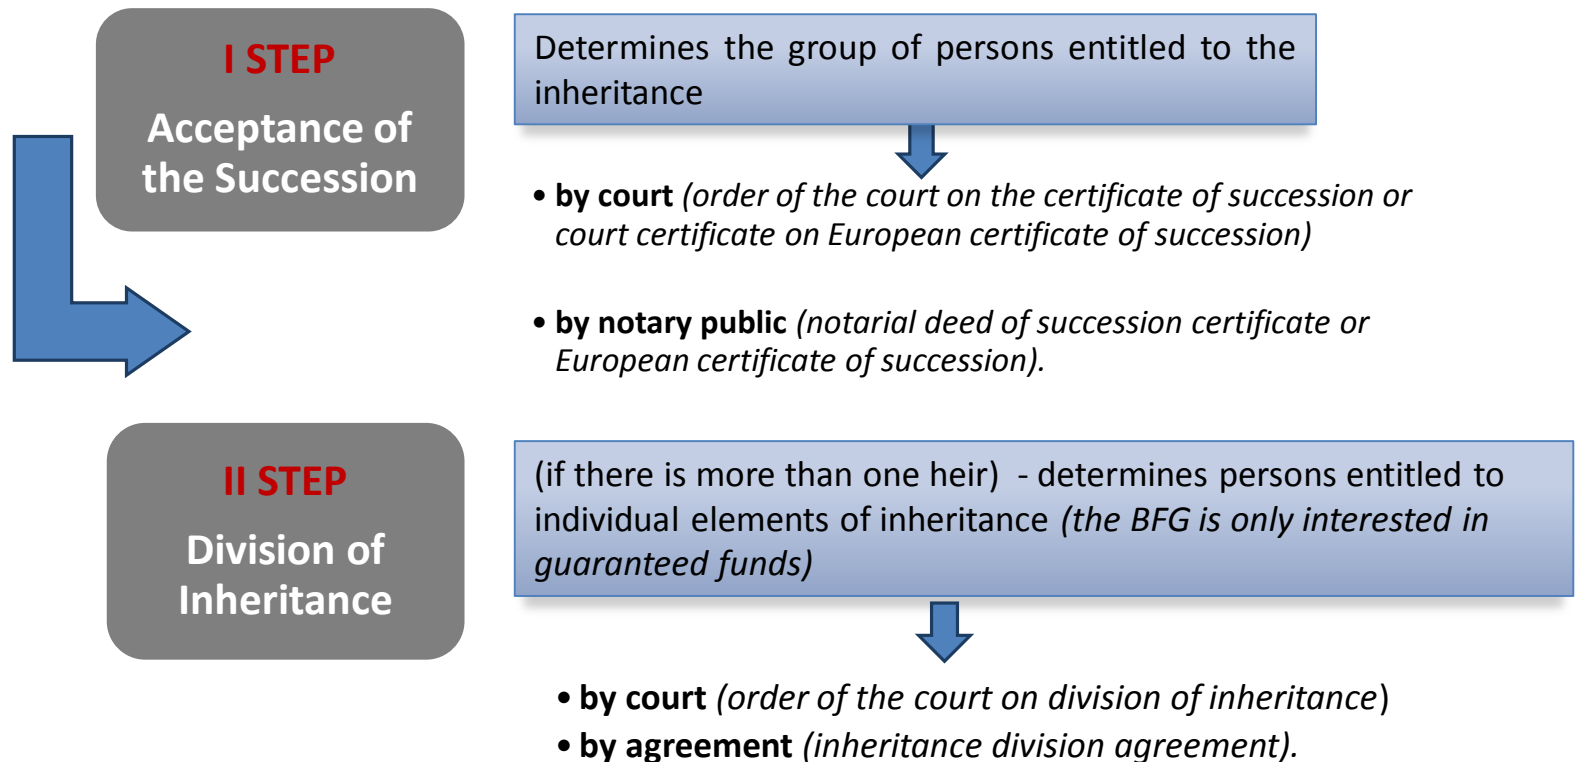 I STEP
Acceptance of
the Succession
Determines the group of persons entitled to the
inheritance
• by court (order of the court on the certificate of succession or
court certificate on European certificate of succession)
• by notary public (notarial deed of succession certificate or
European certificate of succession).
II STEP
Division of
Inheritance
(if there is more than one heir) - determines persons entitled to
individual elements of inheritance (the BFG is only interested in
guaranteed funds)
• by court (order of the court on division of inheritance)
• by agreement (inheritance division agreement).